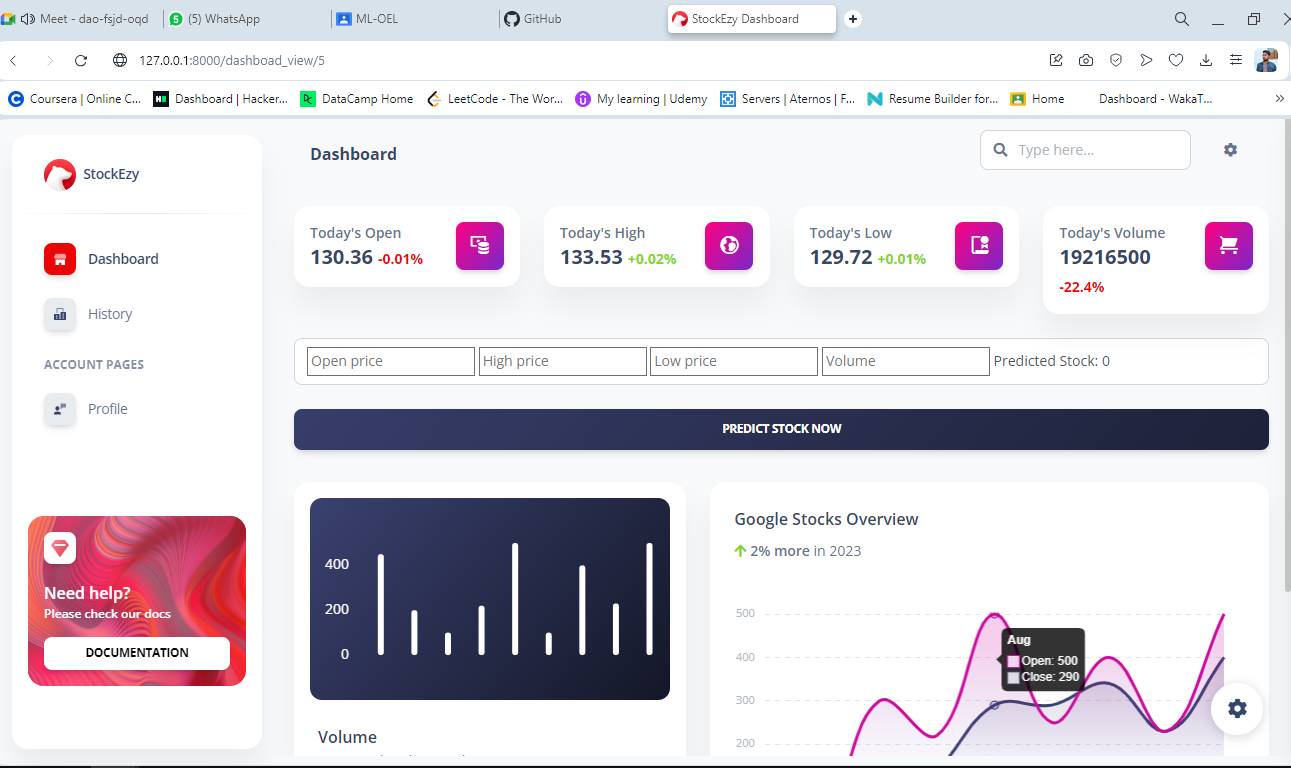 Meet - dao-fsjd-oqd
(5) WhatsApp
ML-OEL
GitHub
StockEzy Dashboard
127.0.0.1:8000/dashboad_view/5
Coursera | Online C...
Dashboard | Hacker...
DataCamp Home
LeetCode - The Wor...
My learning | Udemy
Servers | Aternos | F...
Resume Builder for...
Home
Dashboard - WakaT...
StockEzy
Dashboard
History
ACCOUNT PAGES
Profile
Need help?
Please check our docs
DOCUMENTATION
Dashboard
Type here...
Today's Open
130.36 -0.01%
Today's High
133.53 +0.02%
Today's Low
129.72 +0.01%
Today's Volume
19216500
-22.4%
Open price
High price
Low price
Volume
Predicted Stock: 0
PREDICT STOCK NOW
400
200
0
Volume
Google Stocks Overview
2% more in 2023
500
400
300
200
Aug
Open: 500
Close: 290